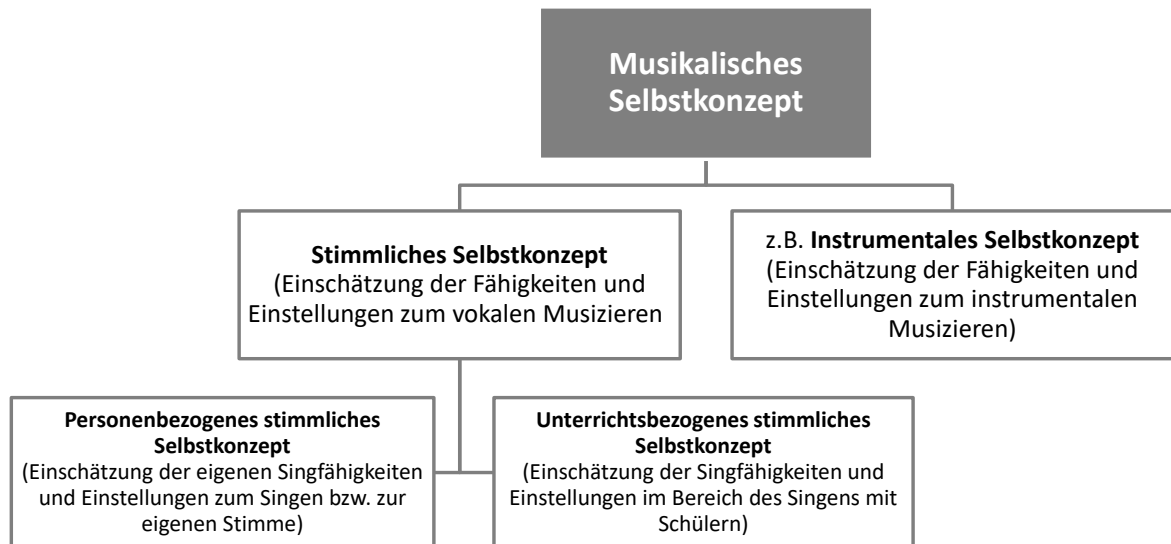 Musikalisches
Selbstkonzept
Stimmliches Selbstkonzept
(Einschätzung der Fähigkeiten und
Einstellungen zum vokalen Musizieren
z.B. Instrumentales Selbstkonzept
(Einschätzung der Fähigkeiten und
Einstellungen zum instrumentalen
Musizieren)
Personenbezogenes stimmliches
Selbstkonzept
(Einschätzung der eigenen Singfähigkeiten
und Einstellungen zum Singen bzw. zur
eigenen Stimme)
Unterrichtsbezogenes stimmliches
Selbstkonzept
(Einschätzung der Singfähigkeiten und
Einstellungen im Bereich des Singens mit
Schülern)